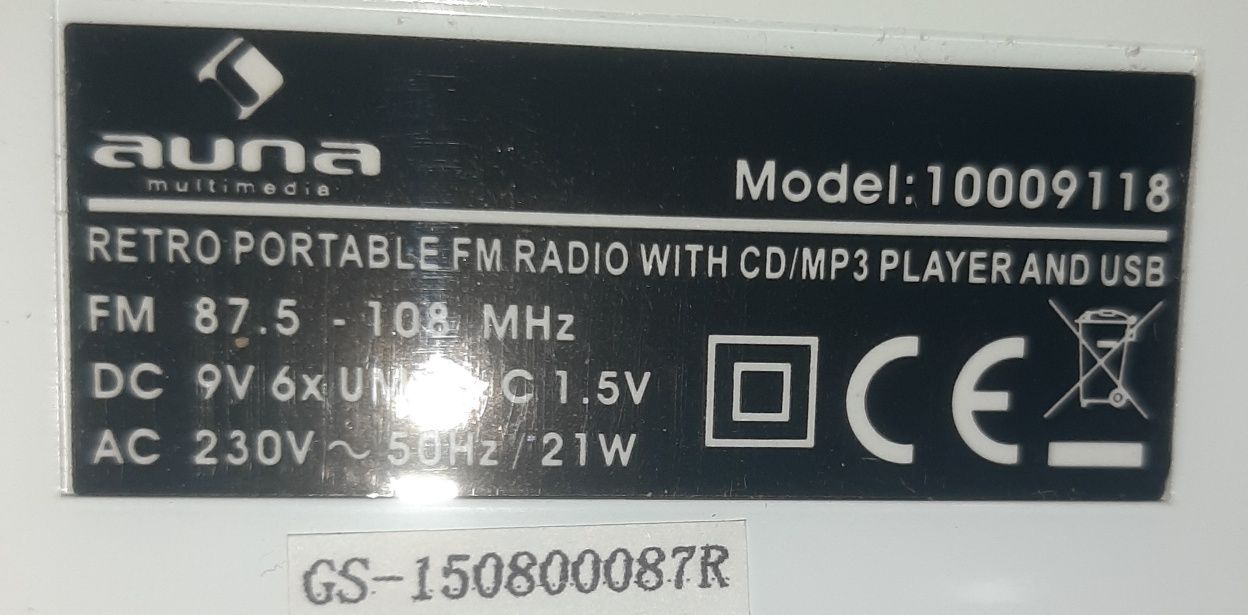 auna
multimedia
Model:10009118
RETRO PORTABLE FM RADIO WITH CD/MP3 PLAYER AND USB
FM 87.5 - 108 MHz
DC 9V 6x C 1.5V
AC 230V ~ 50Hz / 21W
CE
GS-150800087R